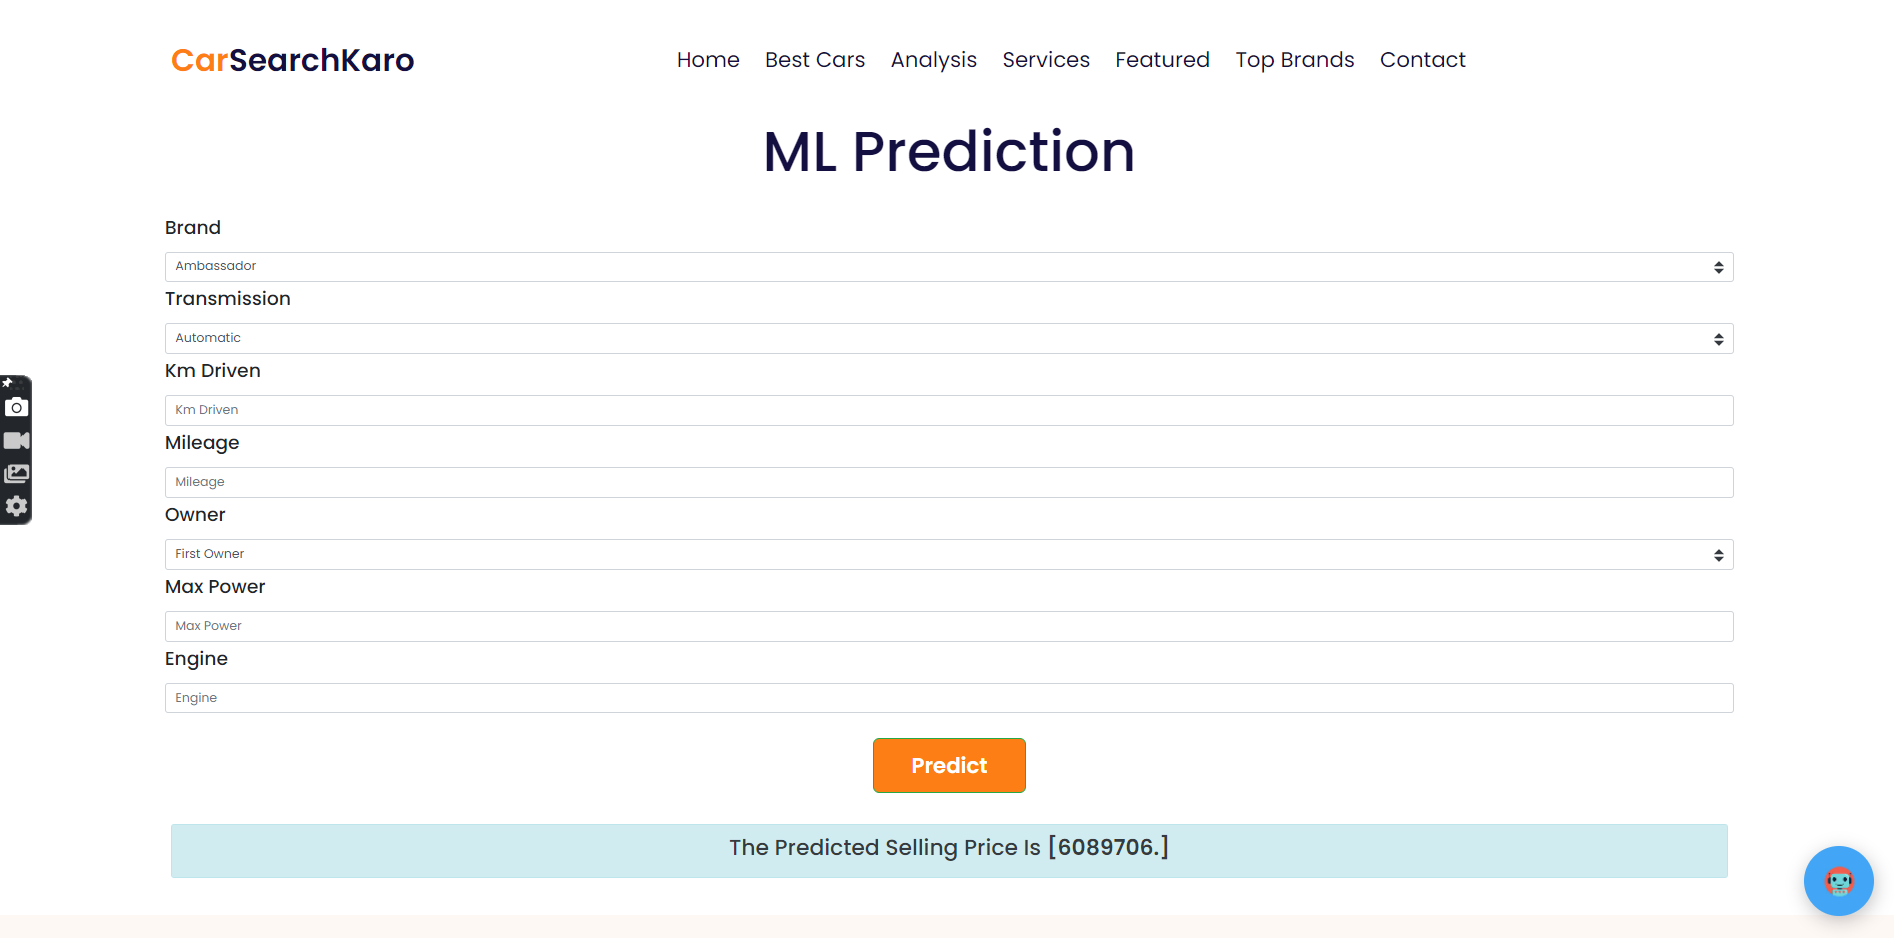 CarSearchKaro
Home Best Cars Analysis Services Featured Top Brands Contact
ML Prediction
Brand
Ambassador
Transmission
Automatic
Km Driven
Km Driven
Mileage
Mileage
Owner
First Owner
Max Power
Max Power
Engine
Engine
Predict
The Predicted Selling Price Is [6089706.]